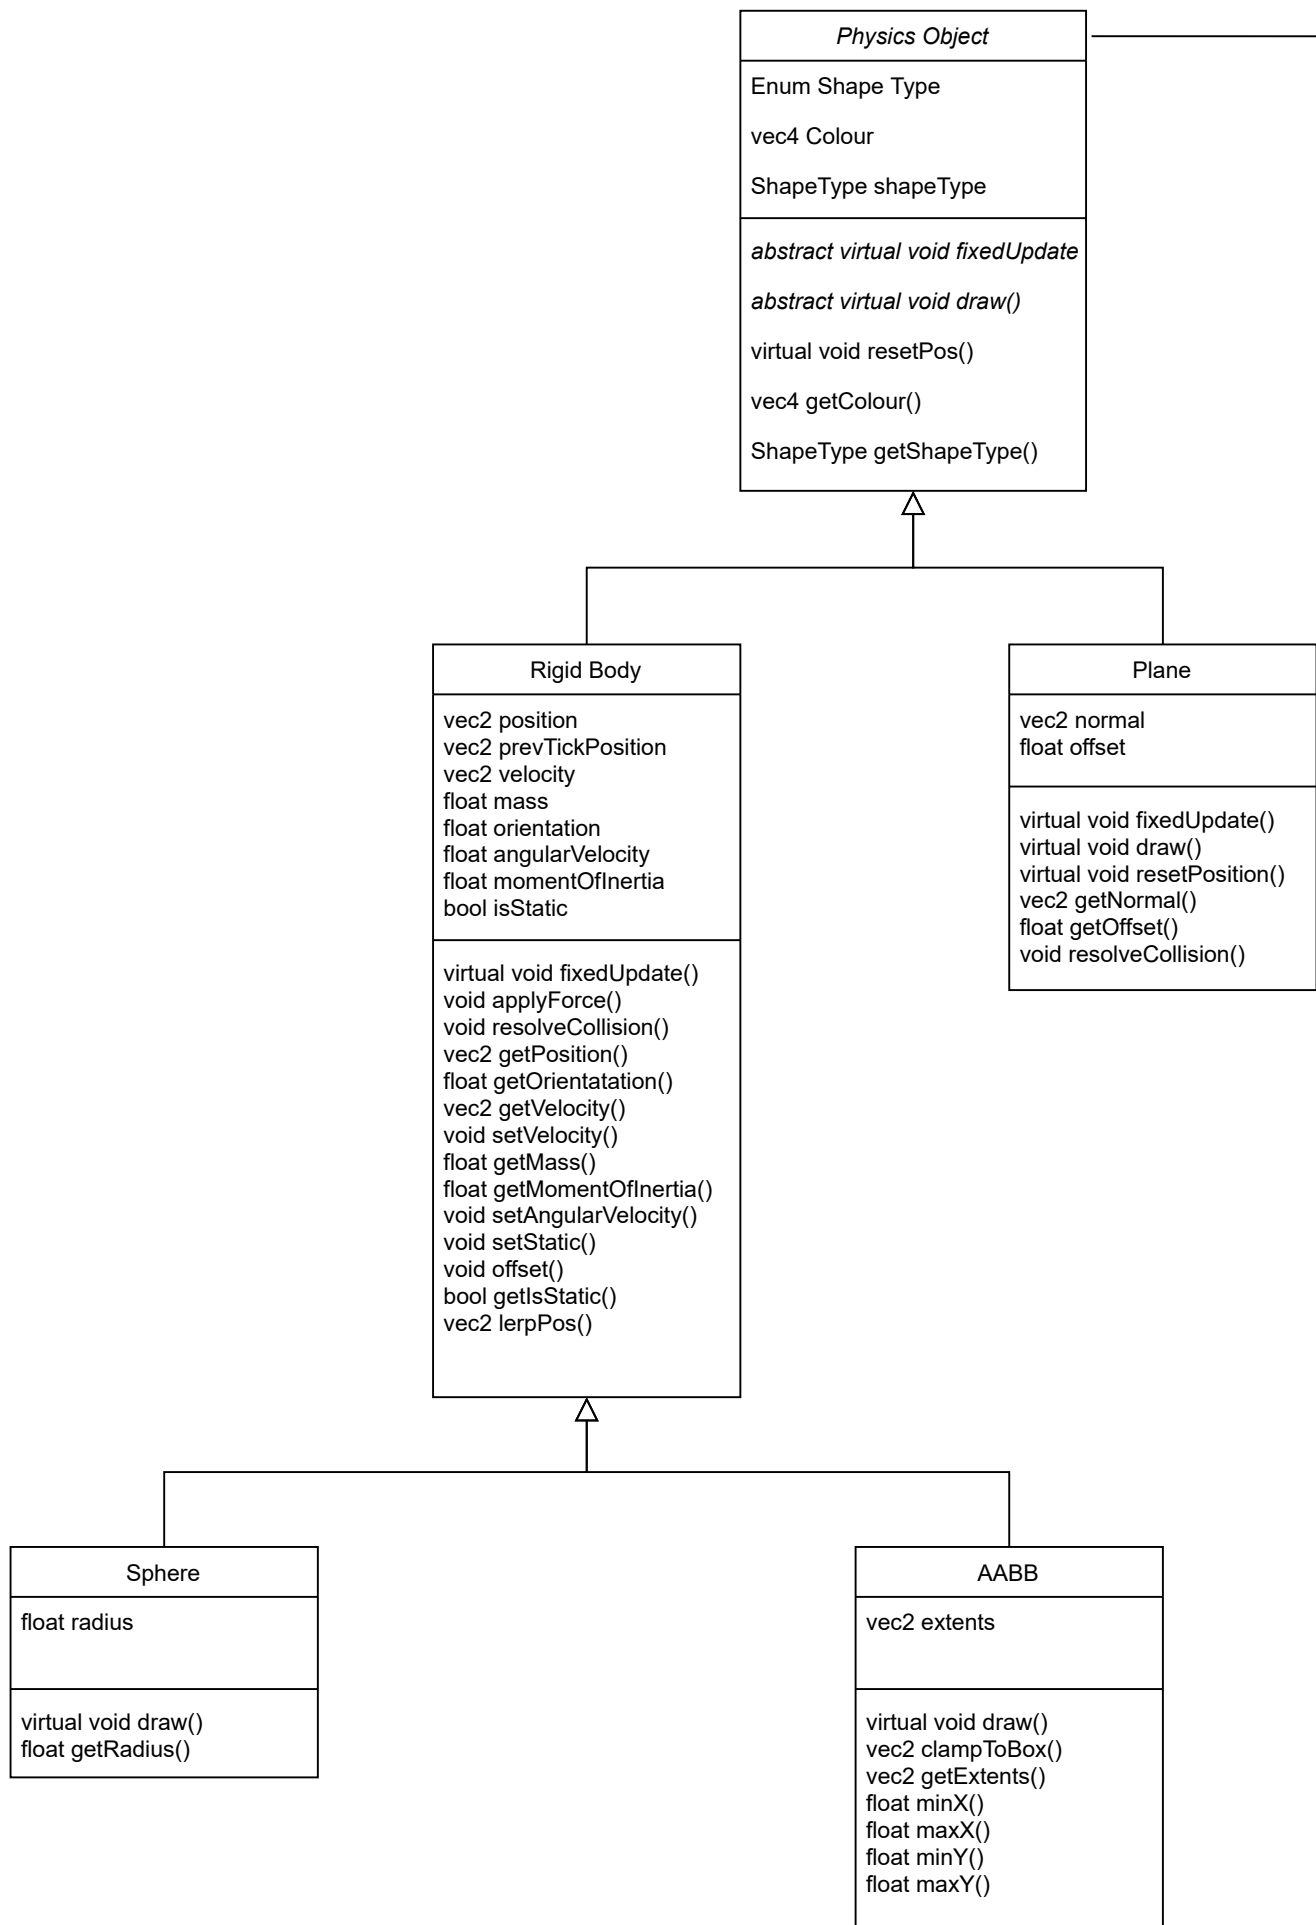 Physics Object
Enum Shape Type
vec4 Colour
ShapeType shapeType
abstract virtual void fixedUpdate
abstract virtual void draw()
virtual void resetPos()
vec4 getColour()
ShapeType getShapeType()
Rigid Body
vec2 position
vec2 prevTickPosition
vec2 velocity
float mass
float orientation
float angularVelocity
float momentOfInertia
bool isStatic
virtual void fixedUpdate()
void applyForce()
void resolveCollision()
vec2 getPosition()
float getOrientatation()
vec2 getVelocity()
void setVelocity()
float getMass()
float getMomentOfInertia()
void setAngularVelocity()
void setStatic()
void offset()
bool getIsStatic()
vec2 lerpPos()
Plane
vec2 normal
float offset
virtual void fixedUpdate()
virtual void draw()
virtual void resetPosition()
vec2 getNormal()
float getOffset()
void resolveCollision()
Sphere
float radius
virtual void draw()
float getRadius()
AABB
vec2 extents
virtual void draw()
vec2 clampToBox()
vec2 getExtents()
float minX()
float maxX()
float minY()
float maxY()